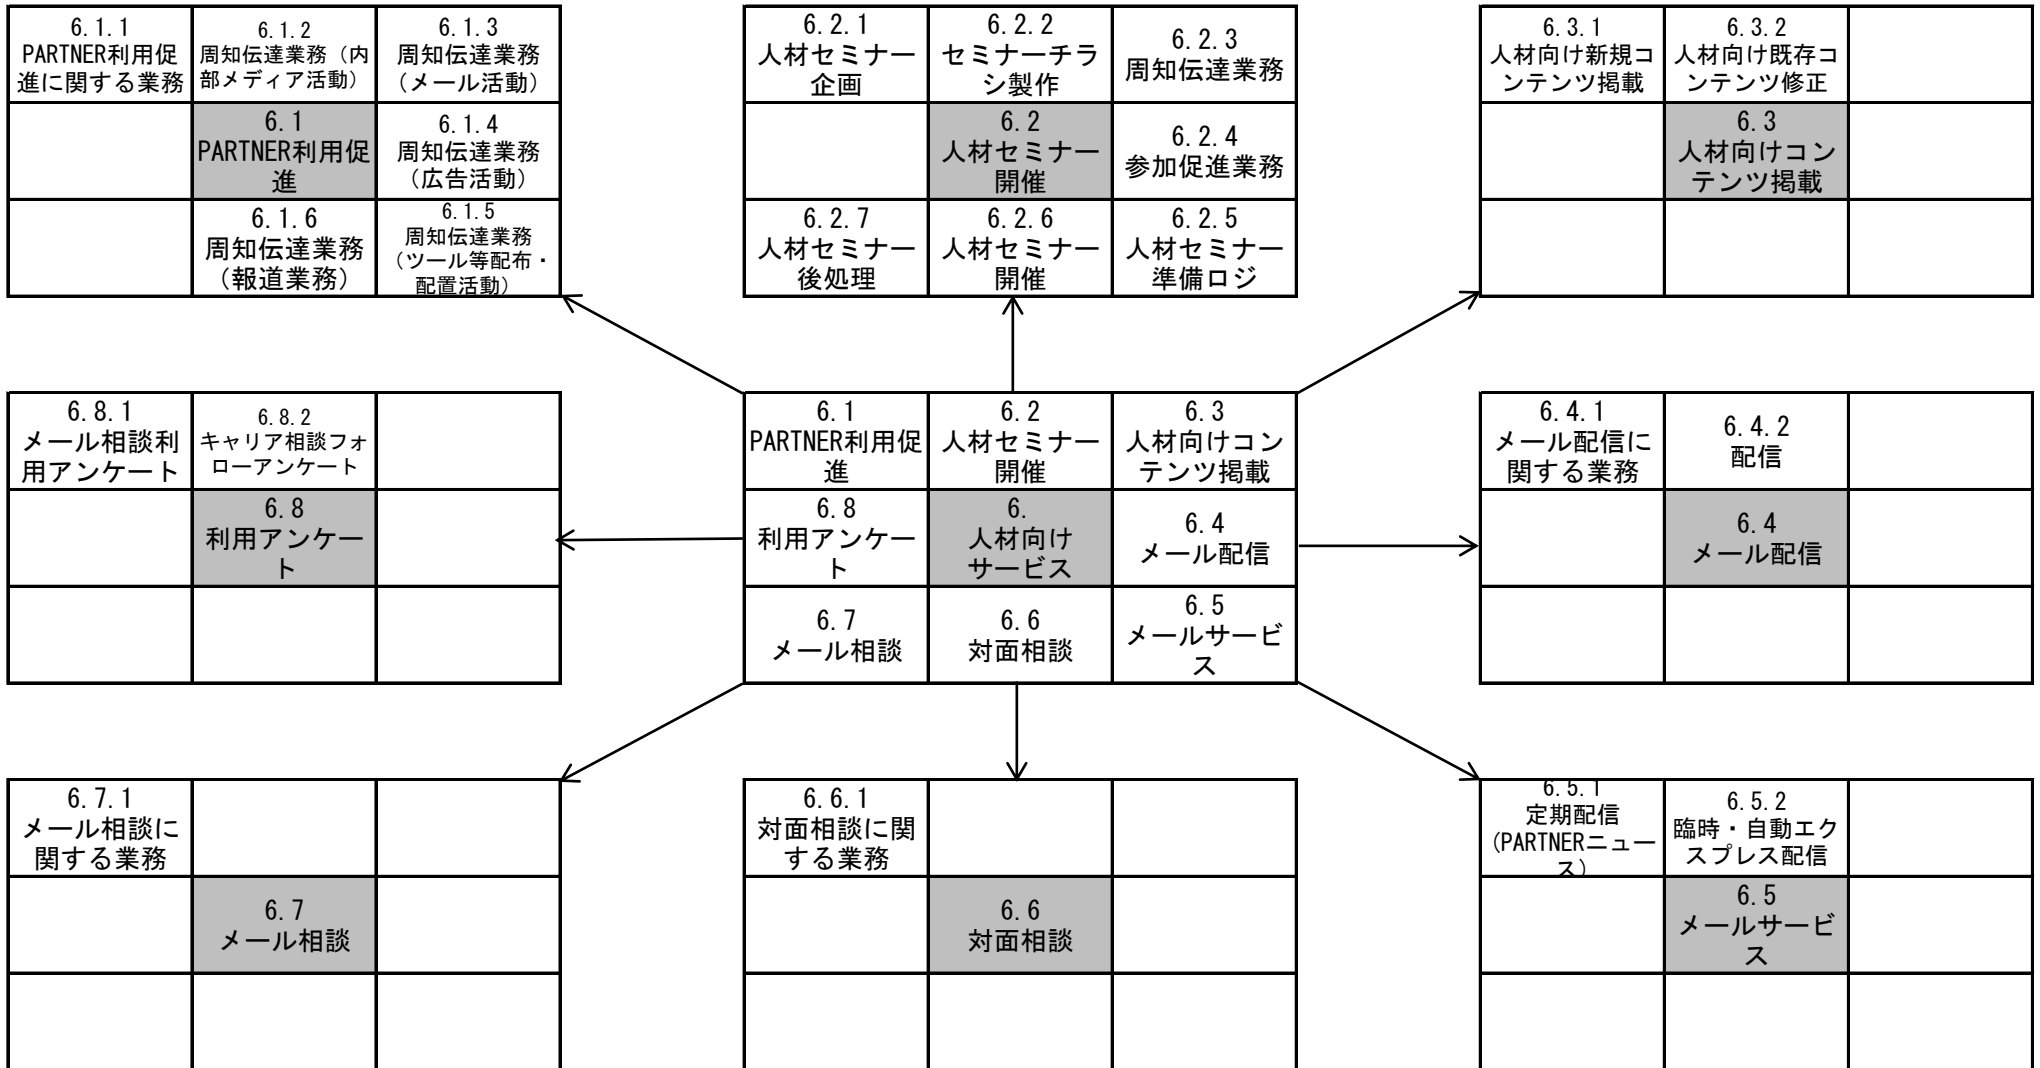 6.1.1
PARTNER利用促
進に関する業務
6.1.2
周知伝達業務（内
部メディア活動）
6.1.3
周知伝達業務
（メール活動）
6.1
PARTNER利用促
進
6.1.4
周知伝達業務
（広告活動）
6.1.6
周知伝達業務
（報道業務）
6.1.5
周知伝達業務
（ツール等配布・
配置活動）
6.2.1
人材セミナー
企画
6.2.2
セミナーチラ
シ製作
6.2.3
周知伝達業務
6.2
人材セミナー
開催
6.2.4
参加促進業務
6.2.7
人材セミナー
後処理
6.2.6
人材セミナー
開催
6.2.5
人材セミナー
準備ロジ
6.3.1
人材向け新規コ
ンテンツ掲載
6.3.2
人材向け既存コ
ンテンツ修正
6.3
人材向けコン
テンツ掲載
6.8.1
メール相談利
用アンケート
6.8.2
キャリア相談フォ
ローアンケート
6.8
利用アンケー
ト
6.1
PARTNER利用促
進
6.2
人材セミナー
開催
6.3
人材向けコン
テンツ掲載
6.8
利用アンケー
ト
6.
人材向け
サービス
6.4
メール配信
6.7
メール相談
6.6
対面相談
6.5
メールサービ
ス
6.4.1
メール配信に
関する業務
6.4.2
配信
6.4
メール配信
6.7.1
メール相談に
関する業務
6.7
メール相談
6.6.1
対面相談に関
する業務
6.6
対面相談
6.5.1
定期配信
(PARTNERニュー
ス)
6.5.2
臨時・自動エク
スプレス配信
6.5
メールサービ
ス